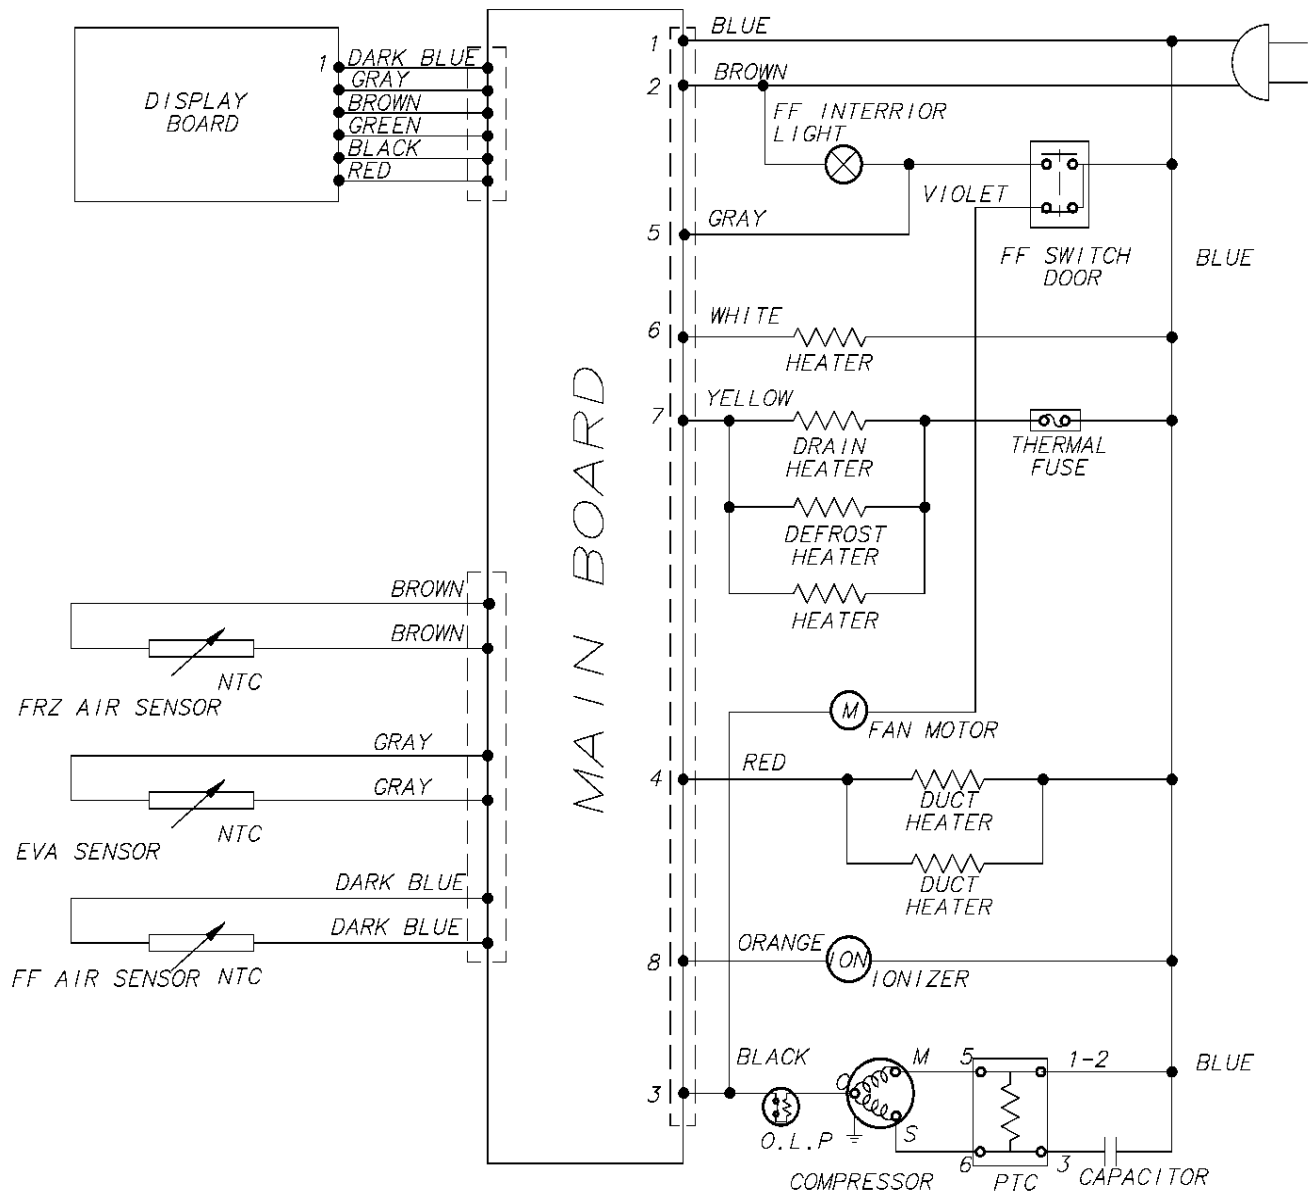 DISPLAY
BOARD
1
DARK BLUE
GRAY
BROWN
GREEN
BLACK
RED
1
BLUE
2
BROWN
FF INTERRIOR
LIGHT
VIOLET
5
GRAY
FF SWITCH
DOOR
BLUE
6
WHITE
HEATER
7
YELLOW
DRAIN
HEATER
THERMAL
FUSE
DEFROST
HEATER
HEATER
MAIN BOARD
BROWN
BROWN
NTC
FRZ AIR SENSOR
M
FAN MOTOR
GRAY
GRAY
NTC
EVA SENSOR
4
RED
DUCT
HEATER
DUCT
HEATER
DARK BLUE
DARK BLUE
FF AIR SENSOR
NTC
8
ORANGE
ION
IONIZER
3
BLACK
O.L.P
C
M
S
COMPRESSOR
5
1-2
6
3
PTC
CAPACITOR
BLUE